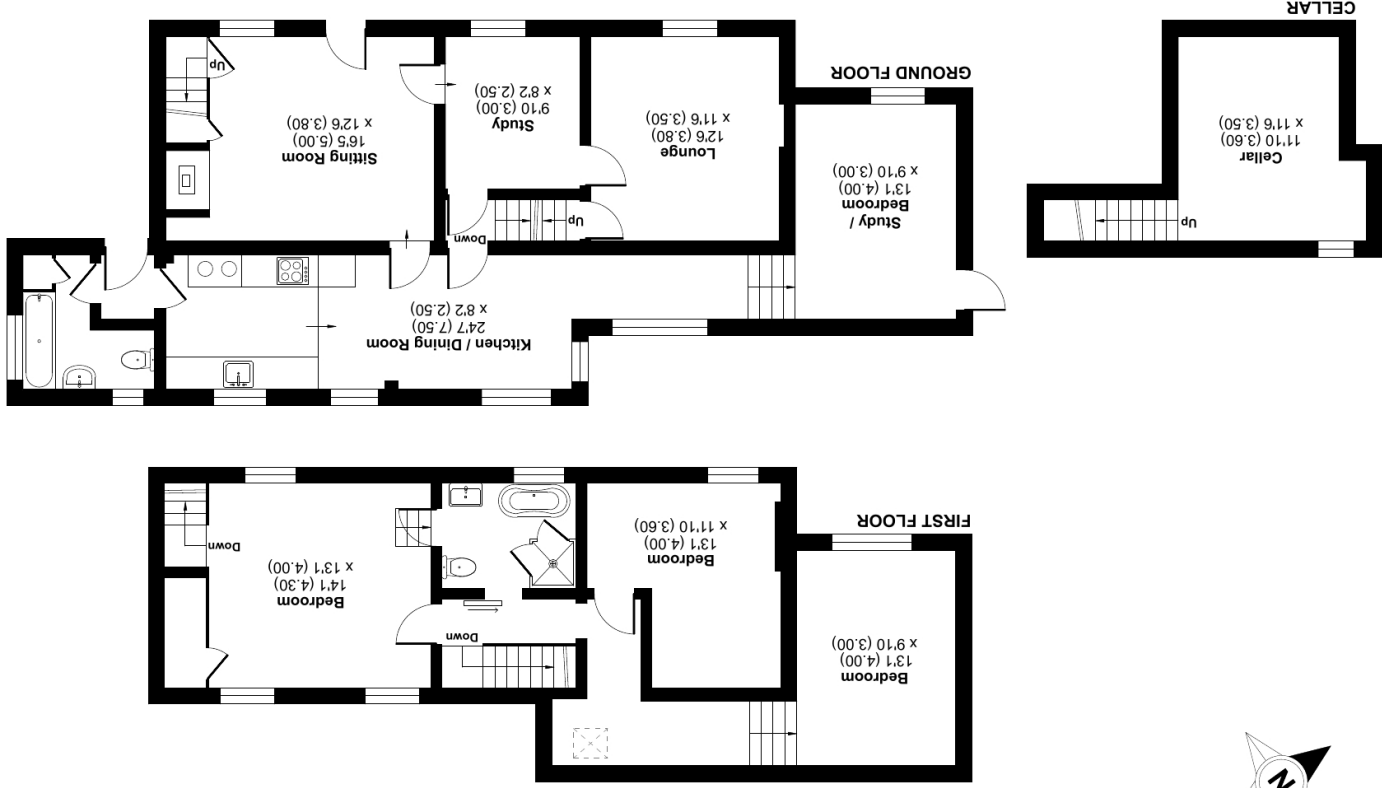 FIRST FLOOR
Bedroom
13'1 (4.00)
x 9'10 (3.00)
Bedroom
13'1 (4.00)
x 11'10 (3.60)
Bedroom
14'1 (4.30)
x 13'1 (4.00)
Down
Down
GROUND FLOOR
Study /
Bedroom
13'1 (4.00)
x 9'10 (3.00)
Lounge
12'6 (3.80)
x 11'6 (3.50)
Study
9'10 (3.00)
x 8'2 (2.50)
Sitting Room
16'5 (5.00)
x 12'6 (3.80)
Kitchen / Dining Room
24'7 (7.50)
x 8'2 (2.50)
Up
Down
Up
CELLAR
Cellar
11'10 (3.60)
x 11'6 (3.50)
Up
N